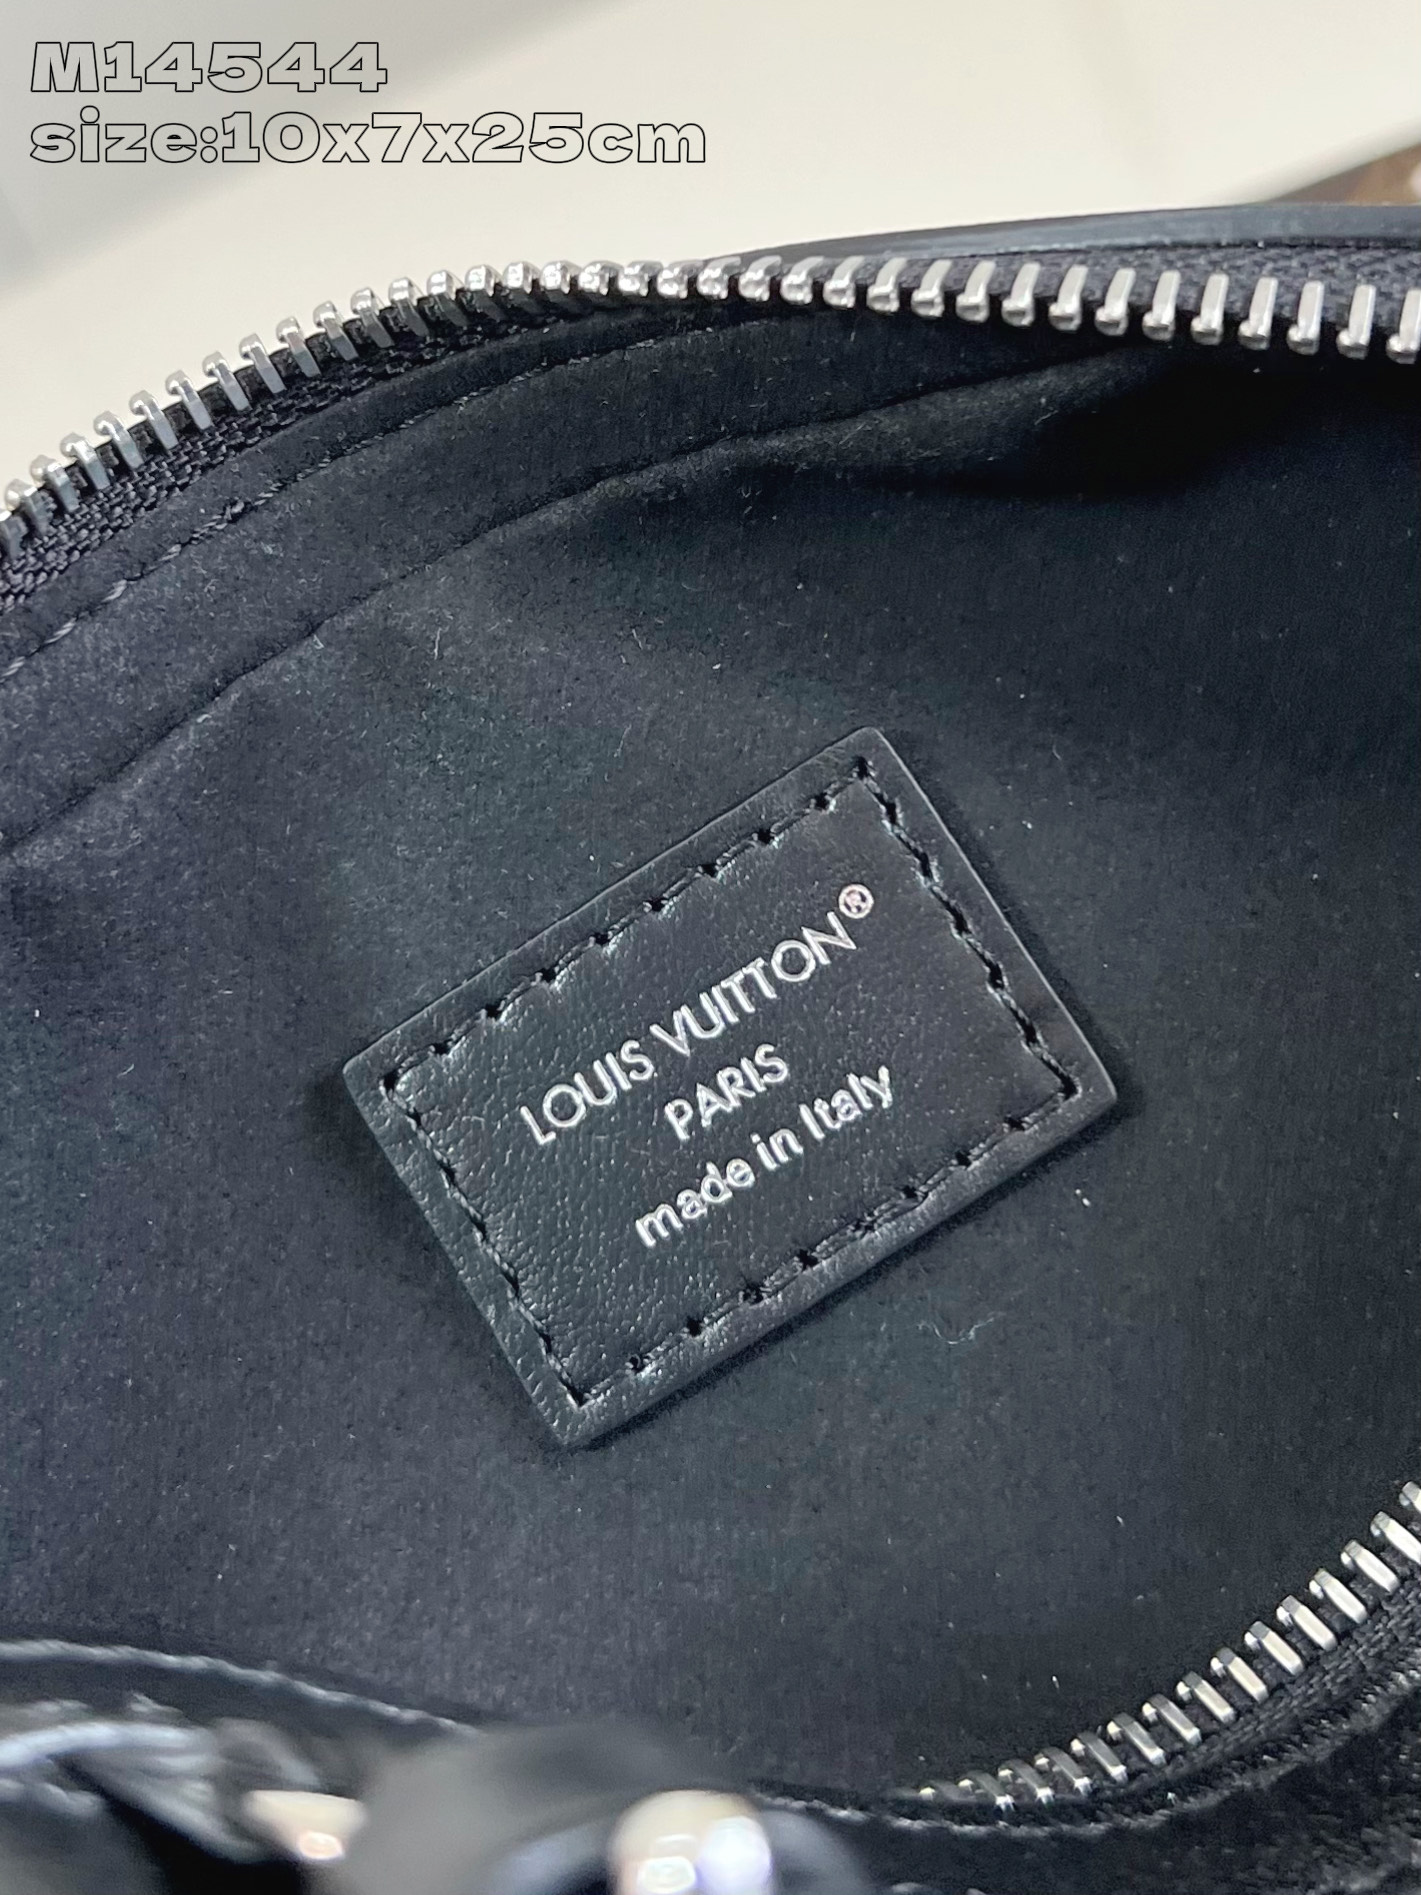 M14544
size:10x7x25cm
LOUIS VUITTON®
PARIS
made in Italy